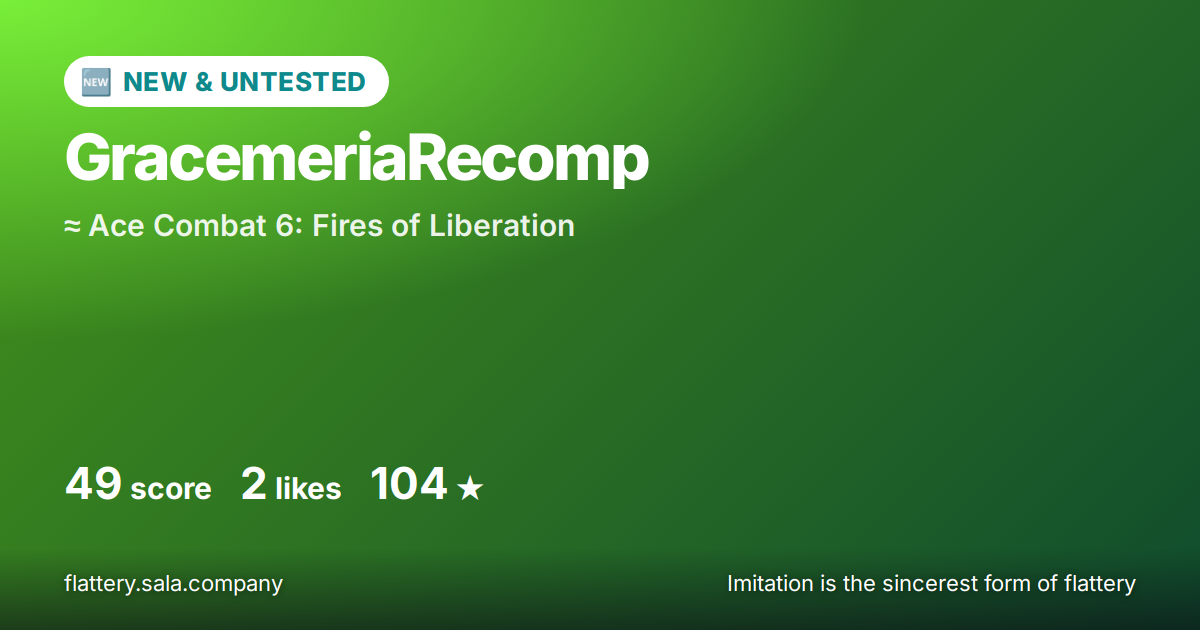 🆕 NEW & UNTESTED
GracemeriaRecomp
≈ Ace Combat 6: Fires of Liberation
49 score 2 likes 104 ★
flattery.sala.company
Imitation is the sincerest form of flattery